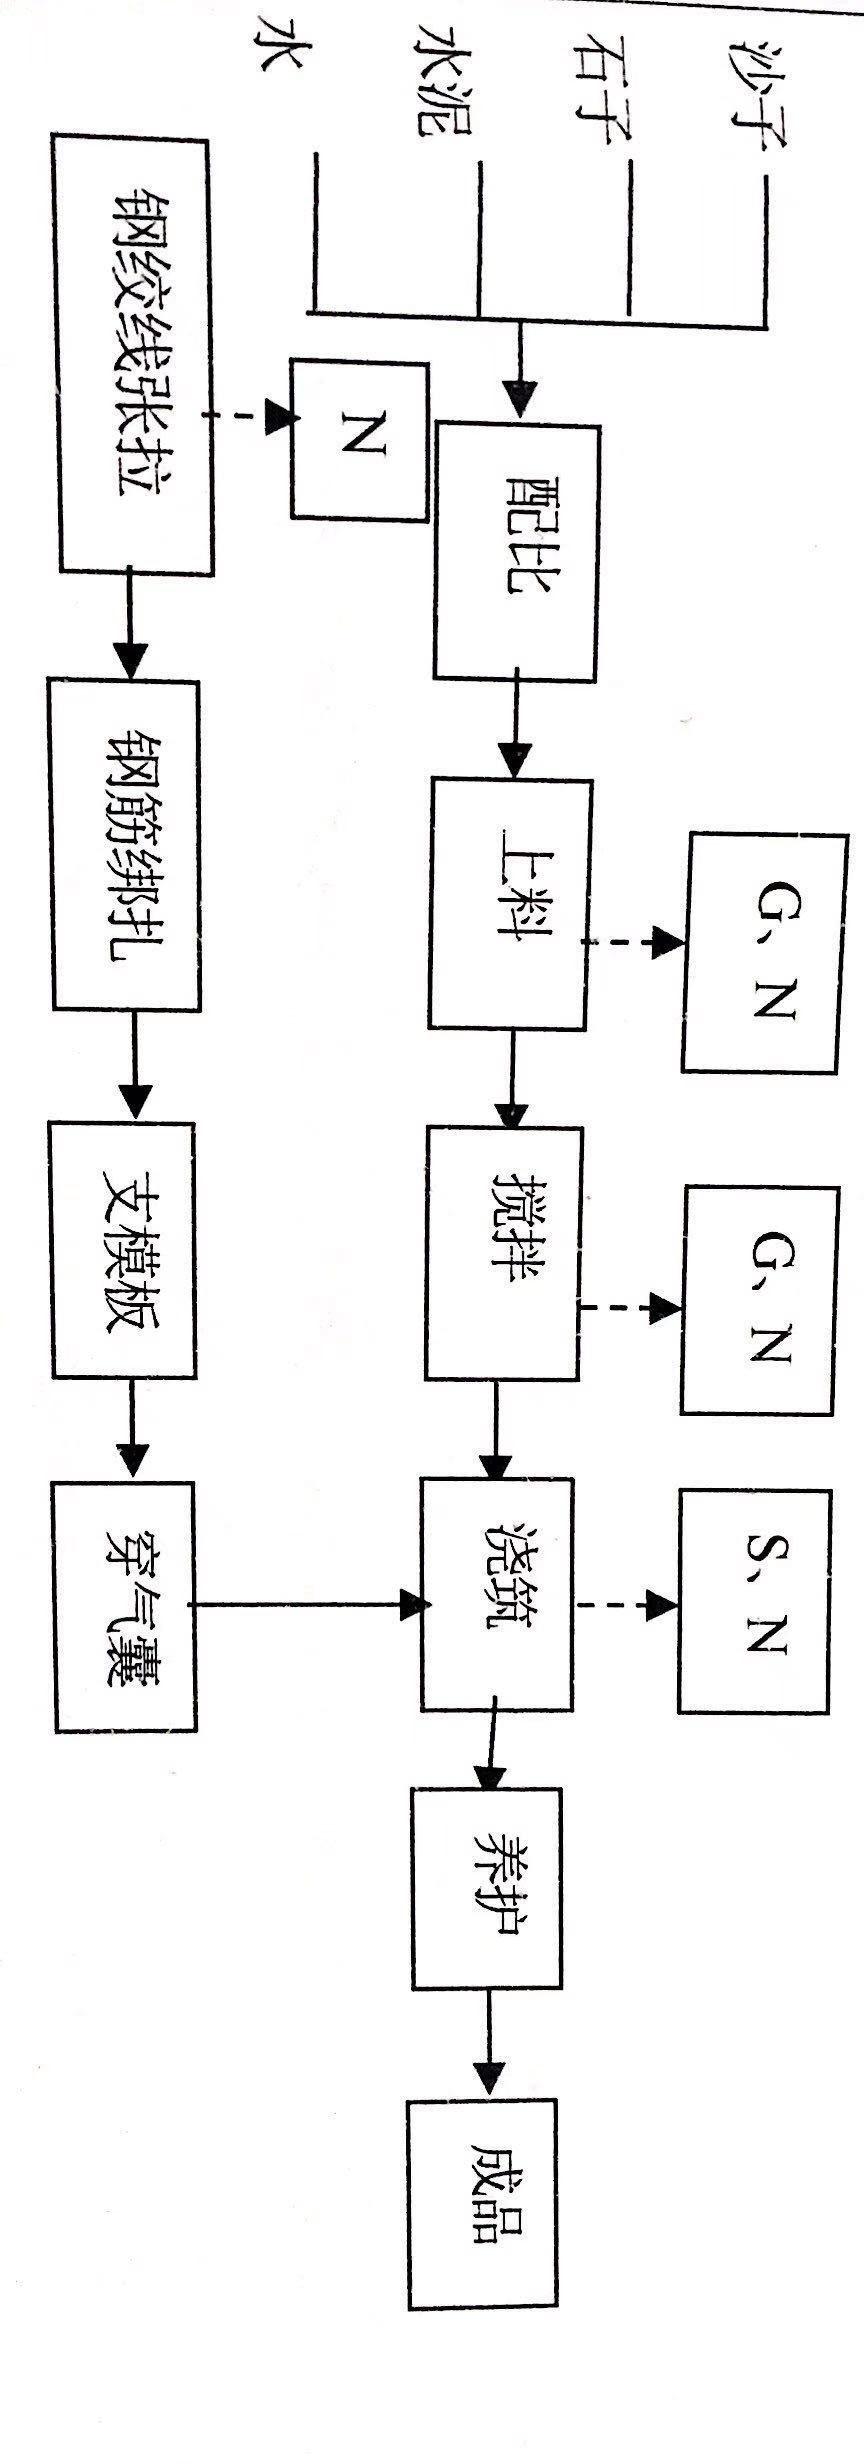 沙子
石子
水泥
水
G、N
G、N
S、N
配比
上料
搅拌
浇筑
养护
成品
N
钢绞线张拉
钢筋绑扎
支模板
穿气囊